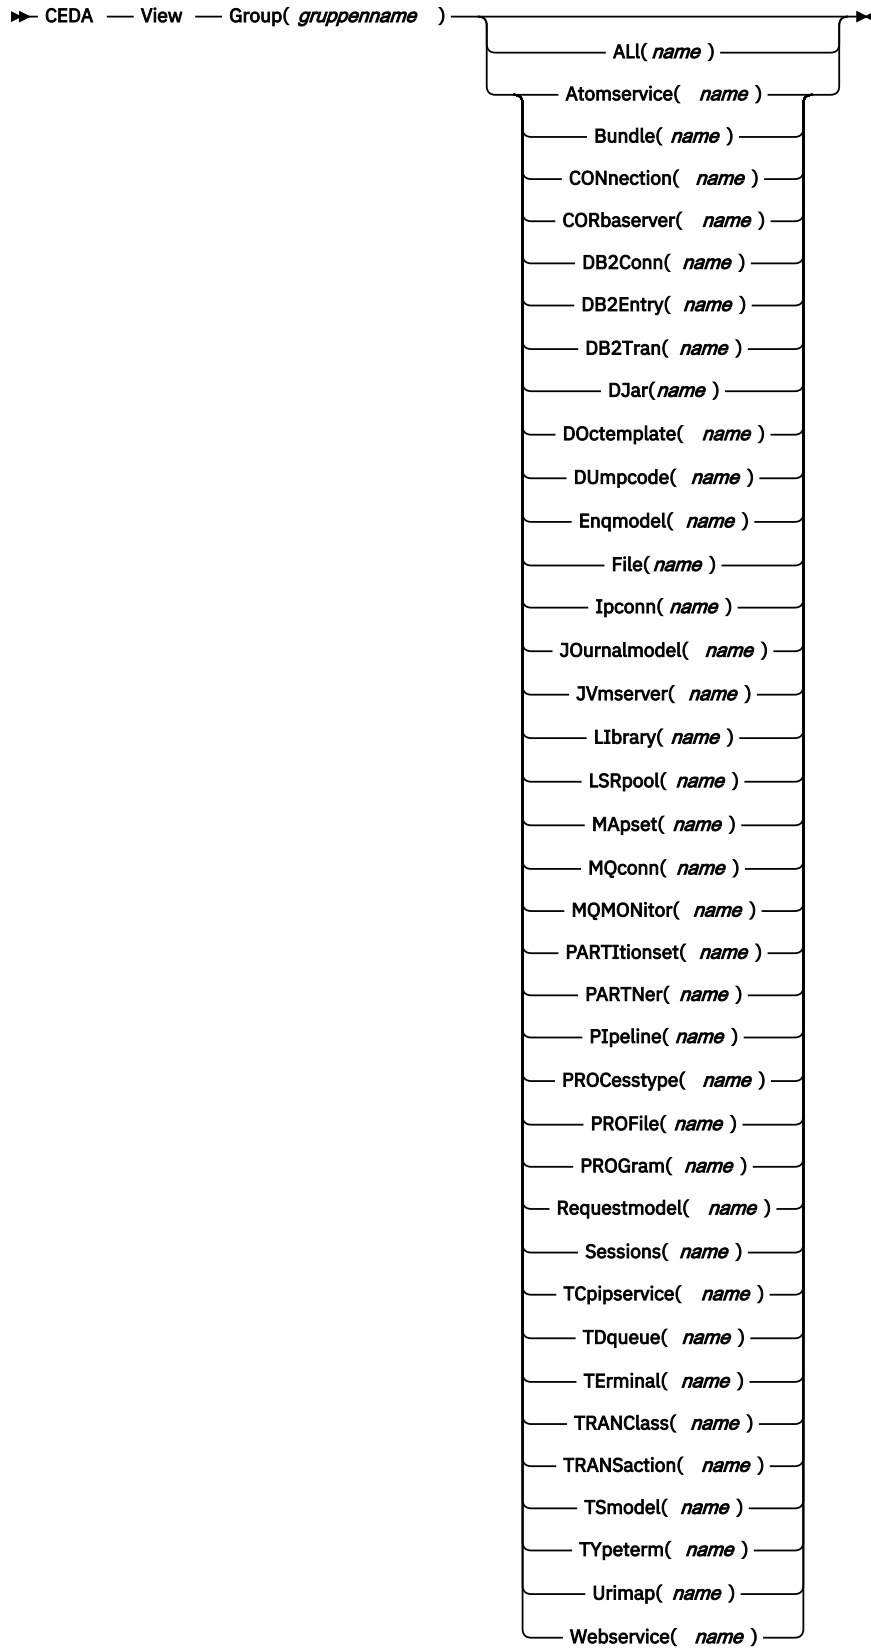 CEDA View Group( gruppenname )
ALl( name )
Atomservice( name )
Bundle( name )
CONnection( name )
CORbaserver( name )
DB2Conn( name )
DB2Entry( name )
DB2Tran( name )
DJar(name )
DOctemplate( name )
DUmpcode( name )
Enqmodel( name )
File(name )
Ipconn( name )
JOurnalmodel( name )
JVmserver( name )
LIbrary( name )
LSRpool( name )
MApset( name )
MQconn( name )
MQMONitor( name )
PARTItionset( name )
PARTNer( name )
PIpeline( name )
PROCesstype( name )
PROFile( name )
PROGram( name )
Requestmodel( name )
Sessions( name )
TCpipservice( name )
TDqueue( name )
TErminal( name )
TRANClass( name )
TRANSaction( name )
TSmodel( name )
TYpeterm( name )
Urimap( name )
Webservice( name )